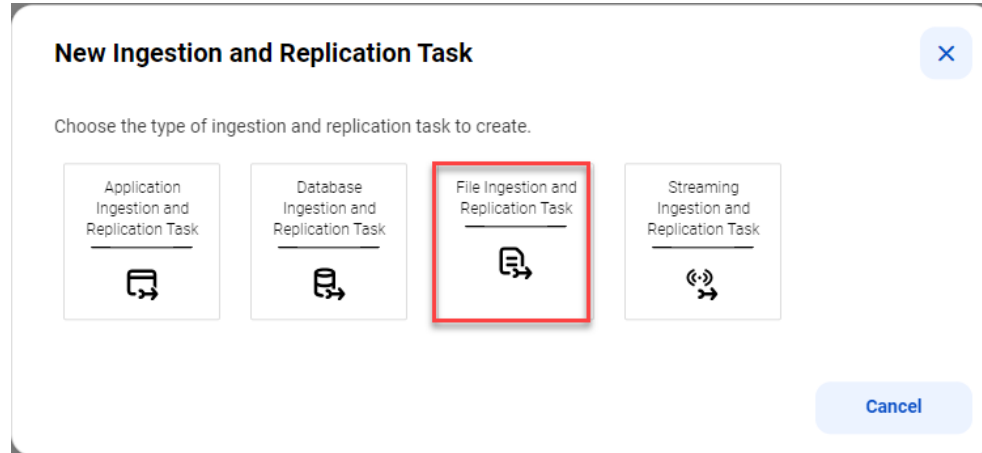 New Ingestion and Replication Task
Choose the type of ingestion and replication task to create.
Application
Ingestion and
Replication Task
Database
Ingestion and
Replication Task
File Ingestion and
Replication Task
Streaming
Ingestion and
Replication Task
Cancel